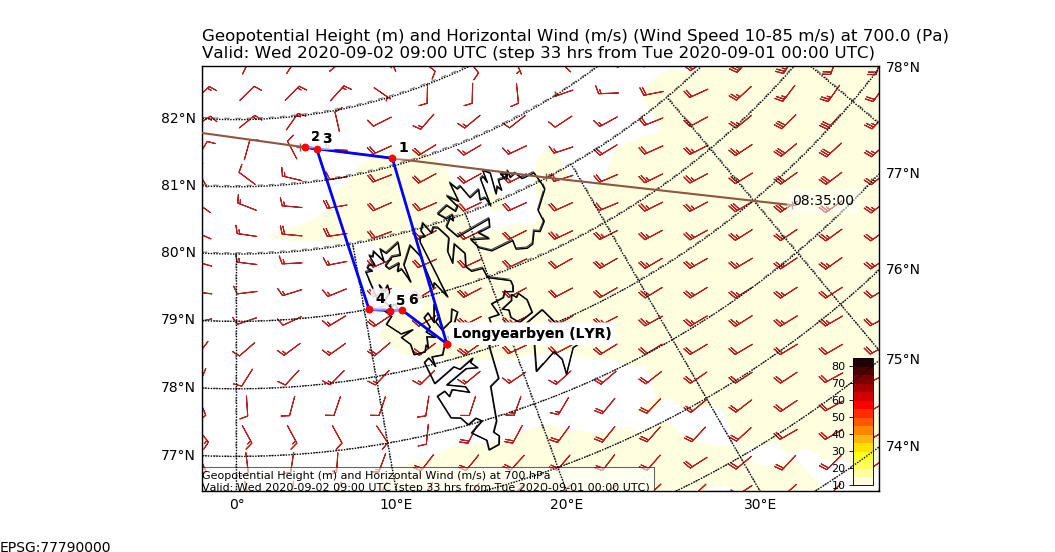 Geopotential Height (m) and Horizontal Wind (m/s) (Wind Speed 10-85 m/s) at 700.0 (Pa)
Valid: Wed 2020-09-02 09:00 UTC (step 33 hrs from Tue 2020-09-01 00:00 UTC)
78°N
82°N
2 3
1
77°N
81°N
08:35:00
80°N
76°N
4
5 6
79°N
Longyearbyen (LYR)
75°N
80
70
60
50
40
30
20
10
78°N
74°N
77°N
Geopotential Height (m) and Horizontal Wind (m/s) at 700 hPa
Valid: Wed 2020-09-02 09:00 UTC (step 33 hrs from Tue 2020-09-01 00:00 UTC)
0°
10°E
20°E
30°E
EPSG:77790000